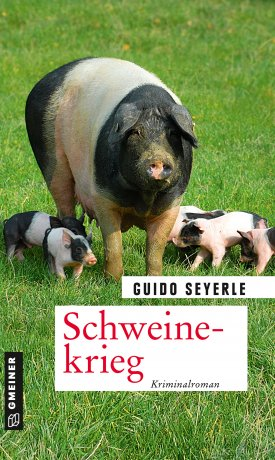 GUIDO SEYERLE
Schweine-
krieg
Kriminalroman
GMEINER